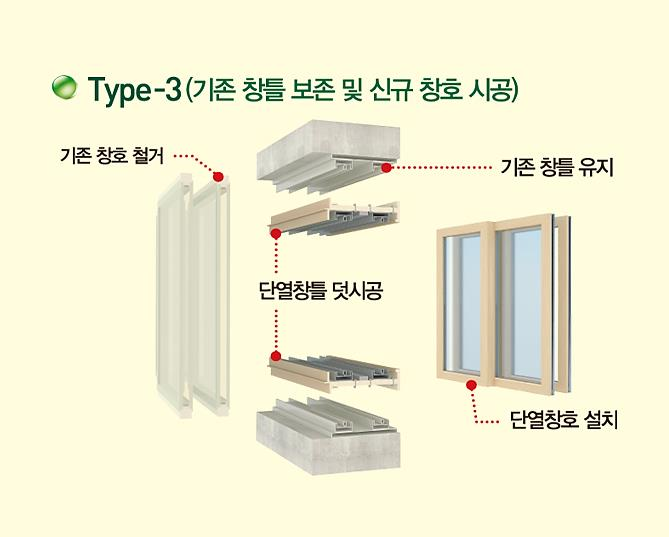 Type-3 (기존 창틀 보존 및 신규 창호 시공)
기존 창호 철거
기존 창틀 유지
단열창틀 덧시공
단열창호 설치